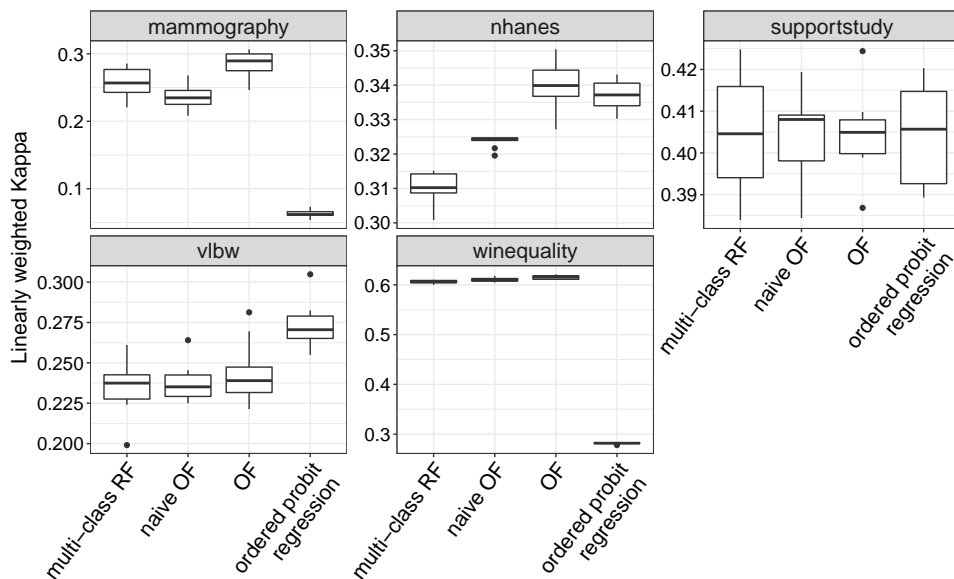 mammography
0.3
0.2
0.1
nhanes
0.35
0.34
0.33
0.32
0.31
0.30
supportstudy
0.42
0.41
0.40
0.39
Linearly weighted Kappa
vlbw
0.300
0.275
0.250
0.225
0.200
winequality
0.6
0.5
0.4
0.3
multi−class RF
naive OF
OF
ordered probit
regression
multi−class RF
naive OF
OF
ordered probit
regression
multi−class RF
naive OF
OF
ordered probit
regression